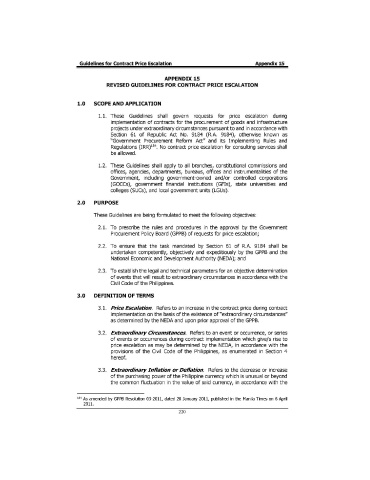 Guidelines for Contract Price Escalation Appendix 15
APPENDIX 15
REVISED GUIDELINES FOR CONTRACT PRICE ESCALATION
1.0 SCOPE AND APPLICATION
1.1. These Guidelines shall govern requests for price escalation during
implementation of contracts for the procurement of goods and infrastructure
projects under extraordinary circumstances pursuant to and in accordance with
Section 61 of Republic Act No. 9184 (R.A. 9184), otherwise known as
"Government Procurement Reform Act" and its Implementing Rules and
Regulations (IRR). No contract price escalation for consulting services shall
be allowed.
1.2. These Guidelines shall apply to all branches, constitutional commissions and
offices, agencies, departments, bureaus, offices and instrumentalities of the
Government, including government-owned and/or controlled corporations
(GOCCs), government financial institutions (GFIs), state universities and
colleges (SUCs), and local government units (LGUs).
2.0 PURPOSE
These Guidelines are being formulated to meet the following objectives:
2.1. To prescribe the rules and procedures in the approval by the Government
Procurement Policy Board (GPPB) of requests for price escalation;
2.2. To ensure that the task mandated by Section 61 of R.A. 9184 shall be
undertaken competently, objectively and expeditiously by the GPPB and the
National Economic and Development Authority (NEDA); and
2.3. To establish the legal and technical parameters for an objective determination
of events that will result to extraordinary circumstances in accordance with the
Civil Code of the Philippines.
3.0 DEFINITION OF TERMS
3.1. Price Escalation. Refers to an increase in the contract price during contract
implementation on the basis of the existence of "extraordinary circumstances"
as determined by the NEDA and upon prior approval of the GPPB.
3.2. Extraordinary Circumstances. Refers to an event or occurrence, or series
of events or occurrences during contract implementation which give/s rise to
price escalation as may be determined by the NEDA, in accordance with the
provisions of the Civil Code of the Philippines, as enumerated in Section 4
hereof.
3.3. Extraordinary Inflation or Deflation. Refers to the decrease or increase
of the purchasing power of the Philippine currency which is unusual or beyond
the common fluctuation in the value of said currency, in accordance with the
As amended by GPPB Resolution 03-2011, dated 28 January 2011, published in the Manila Times on 6 April
2011.